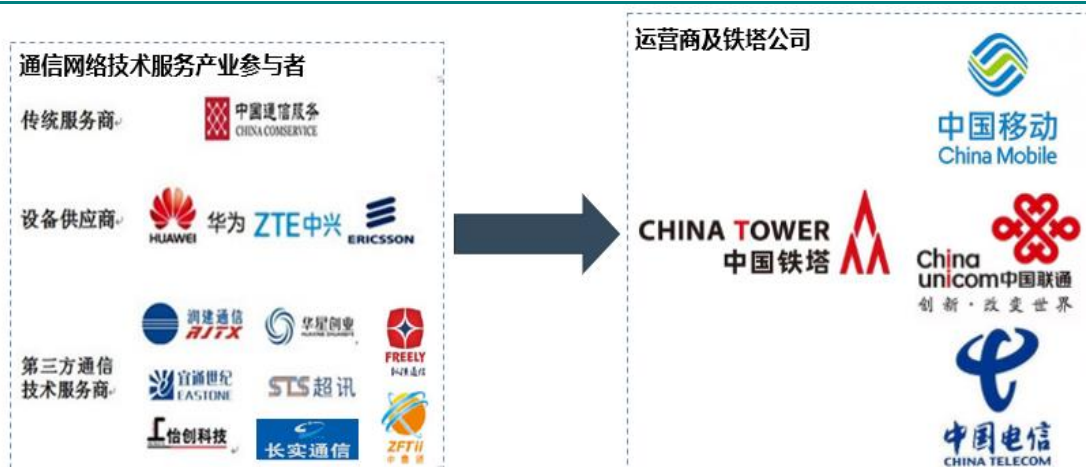 通信网络技术服务产业参与者
传统服务商
中国通信服务
CHINA COMSERVICE
设备供应商
HUAWEI
华为
ZTE中兴
ERICSSON
第三方通信
技术服务商
润建通信
RJTX
华星创业
FREELY
宜通世纪
EASTONE
STS超讯
怡创科技
长实通信
ZFTii
中富通
运营商及铁塔公司
中国移动
China Mobile
CHINA TOWER
中国铁塔
China
unicom中国联通
创新·改变世界
中国电信
CHINA TELECOM